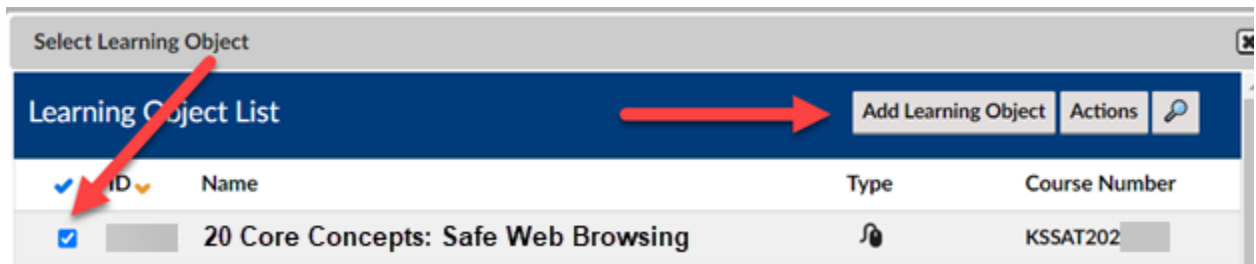 Select Learning Object
Learning Object List
Add Learning Object Actions
ID Name Type Course Number
20 Core Concepts: Safe Web Browsing KSSAT202